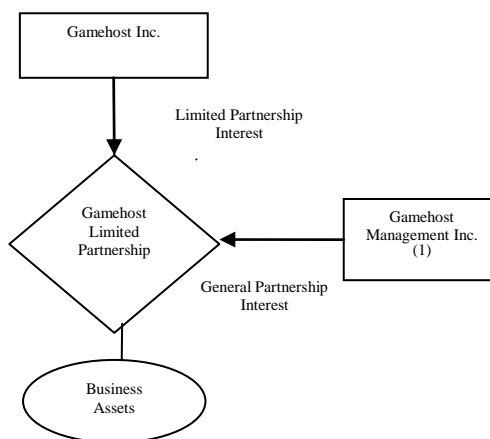 Gamehost Inc.
Limited Partnership
Interest
.
Gamehost
Limited
Partnership
Gamehost
Management Inc.
(1)
General Partnership
Interest
Business
Assets